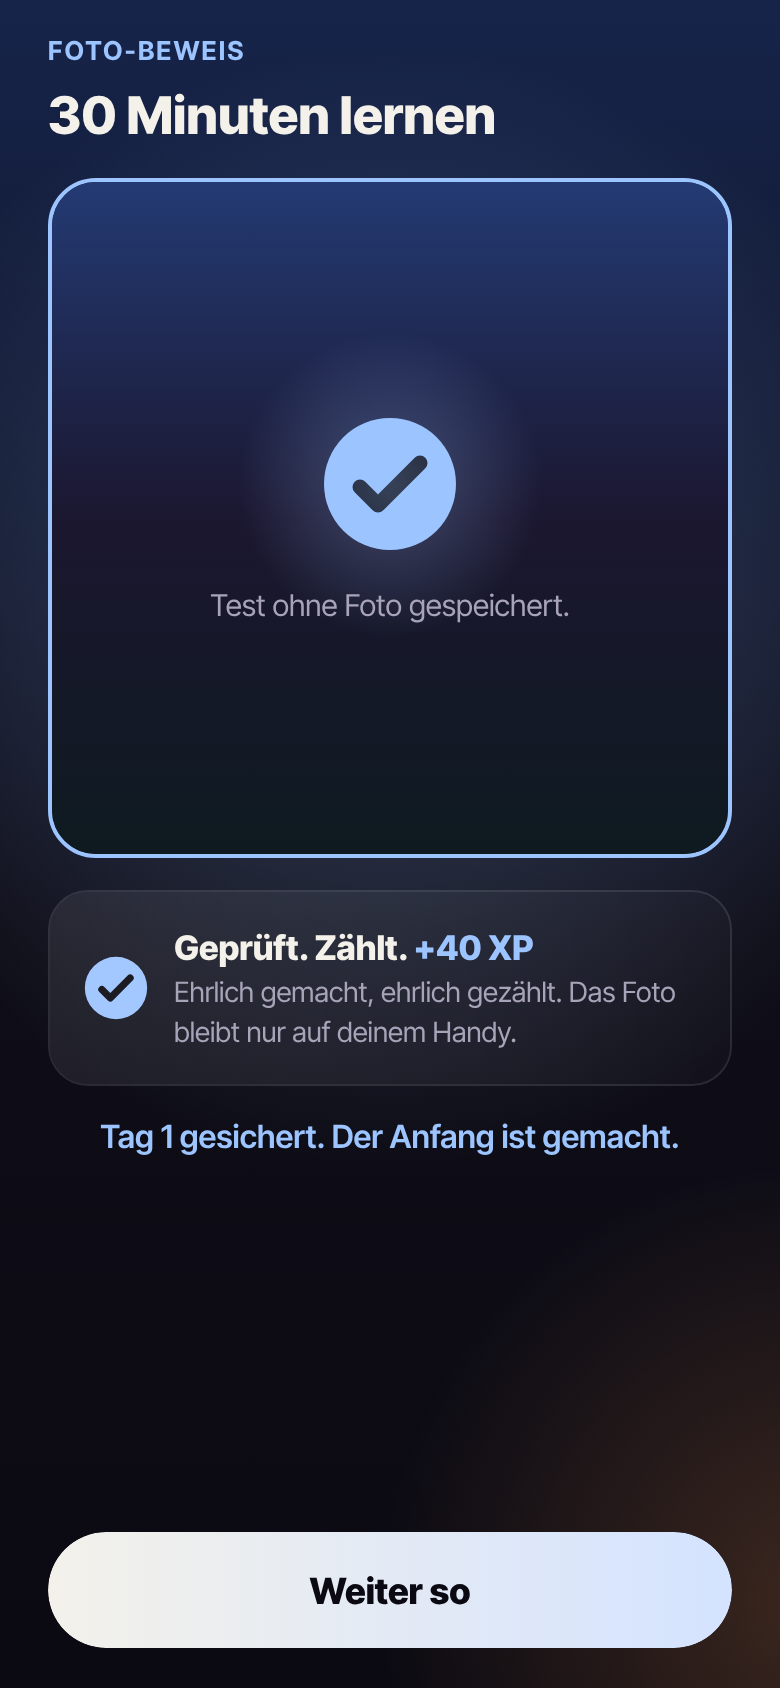 FOTO-BEWEIS
30 Minuten lernen
Test ohne Foto gespeichert.
Geprüft. Zählt. +40 XP
Ehrlich gemacht, ehrlich gezählt. Das Foto
bleibt nur auf deinem Handy.
Tag 1 gesichert. Der Anfang ist gemacht.
Weiter so